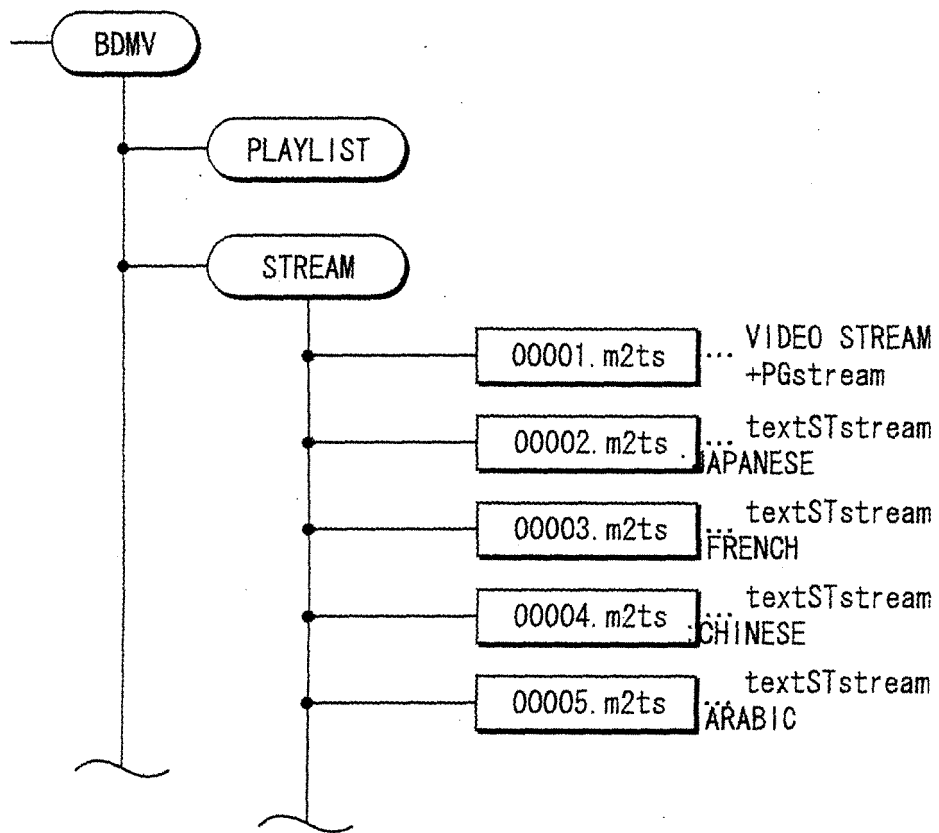 BDMV
PLAYLIST
STREAM
00001.m2ts ... VIDEO STREAM
+PGstream
00002.m2ts ... textSTstream
JAPANESE
00003.m2ts ... textSTstream
FRENCH
00004.m2ts ... textSTstream
CHINESE
00005.m2ts ... textSTstream
ARABIC